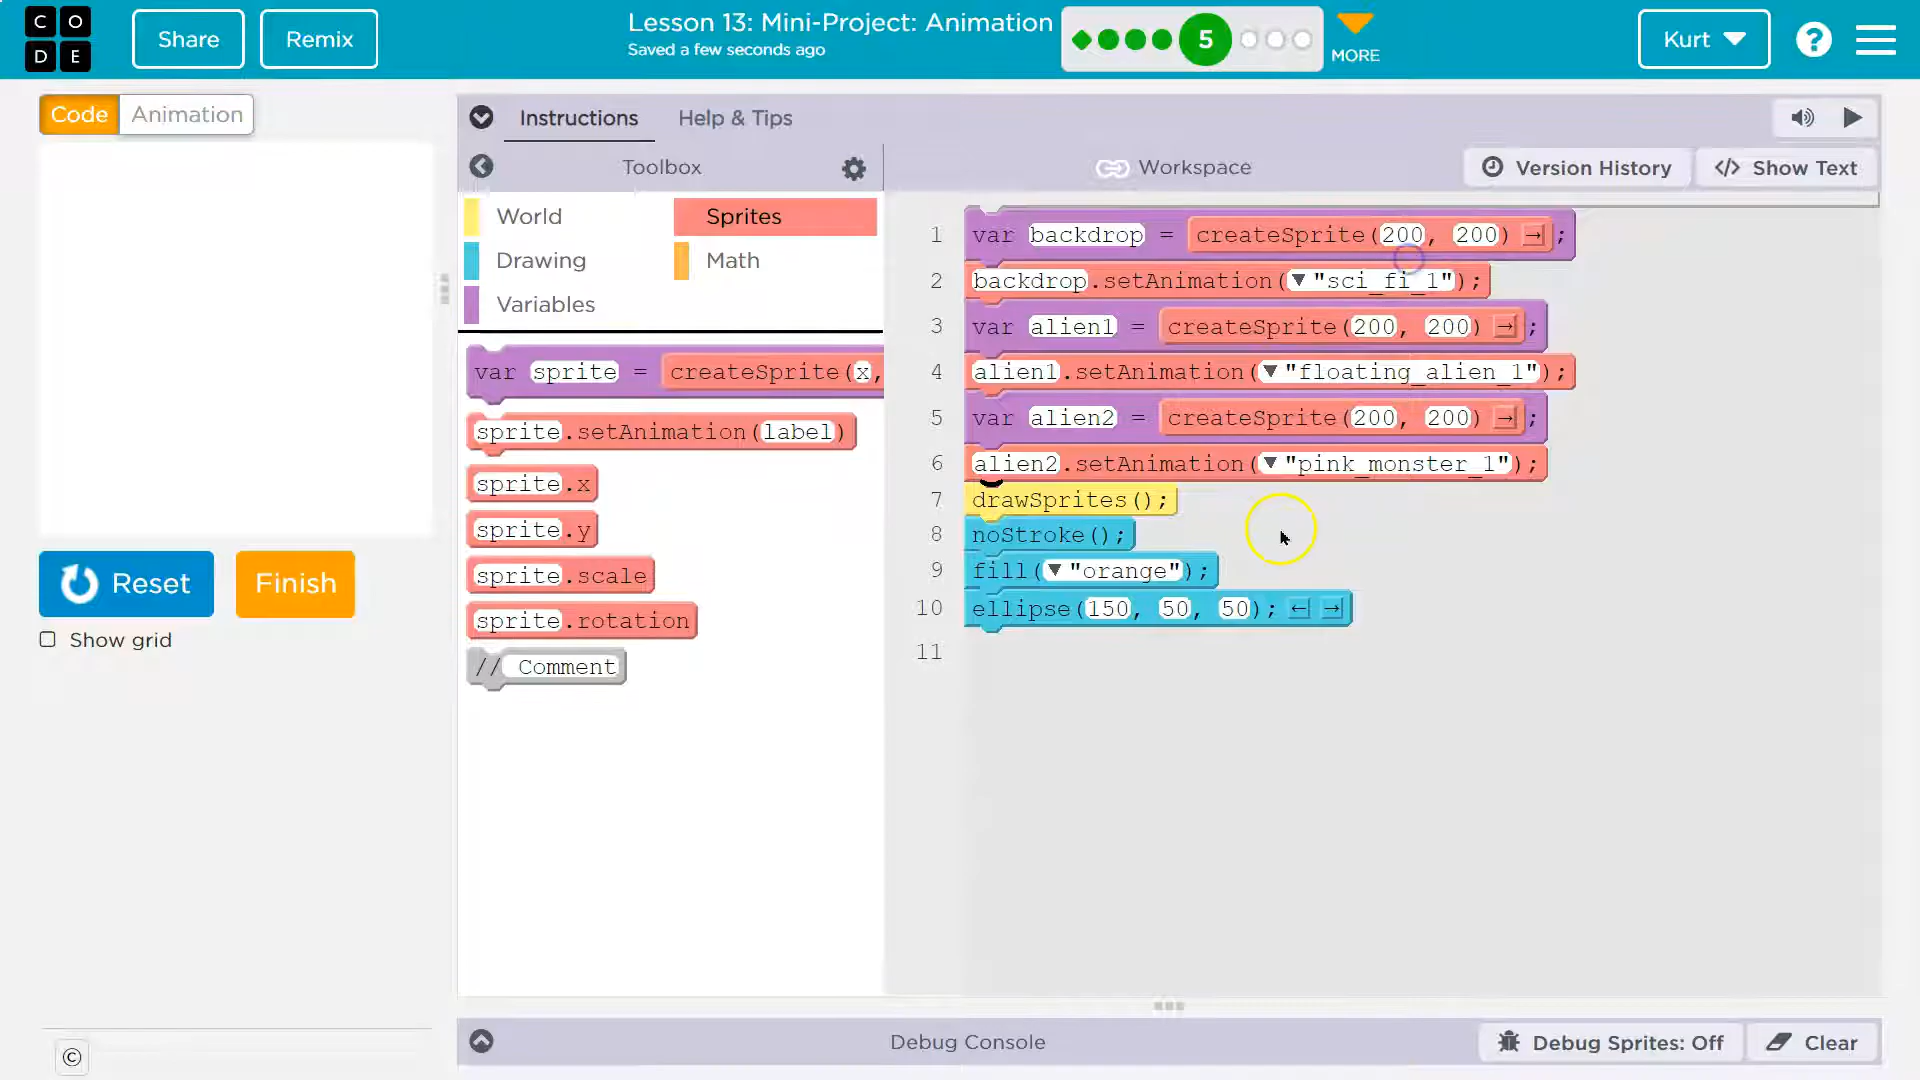 C O D E
Share
Remix
Lesson 13: Mini-Project: Animation
Saved a few seconds ago
5
MORE
Kurt
?
Code
Animation
Instructions
Help & Tips
Toolbox
Workspace
Version History
</> Show Text
World
Sprites
Drawing
Math
Variables
var sprite = createSprite(x,
sprite.setAnimation(label)
sprite.x
sprite.y
sprite.scale
sprite.rotation
// Comment
1 var backdrop = createSprite(200, 200) → ;
2 backdrop.setAnimation(▼"sci_fi_1");
3 var alien1 = createSprite(200, 200) → ;
4 alien1.setAnimation(▼"floating_alien_1");
5 var alien2 = createSprite(200, 200) → ;
6 alien2.setAnimation(▼"pink_monster_1");
7 drawSprites();
8 noStroke();
9 fill(▼"orange");
10 ellipse(150, 50, 50); ← →
11
Reset
Finish
Show grid
©
Debug Console
Debug Sprites: Off
Clear